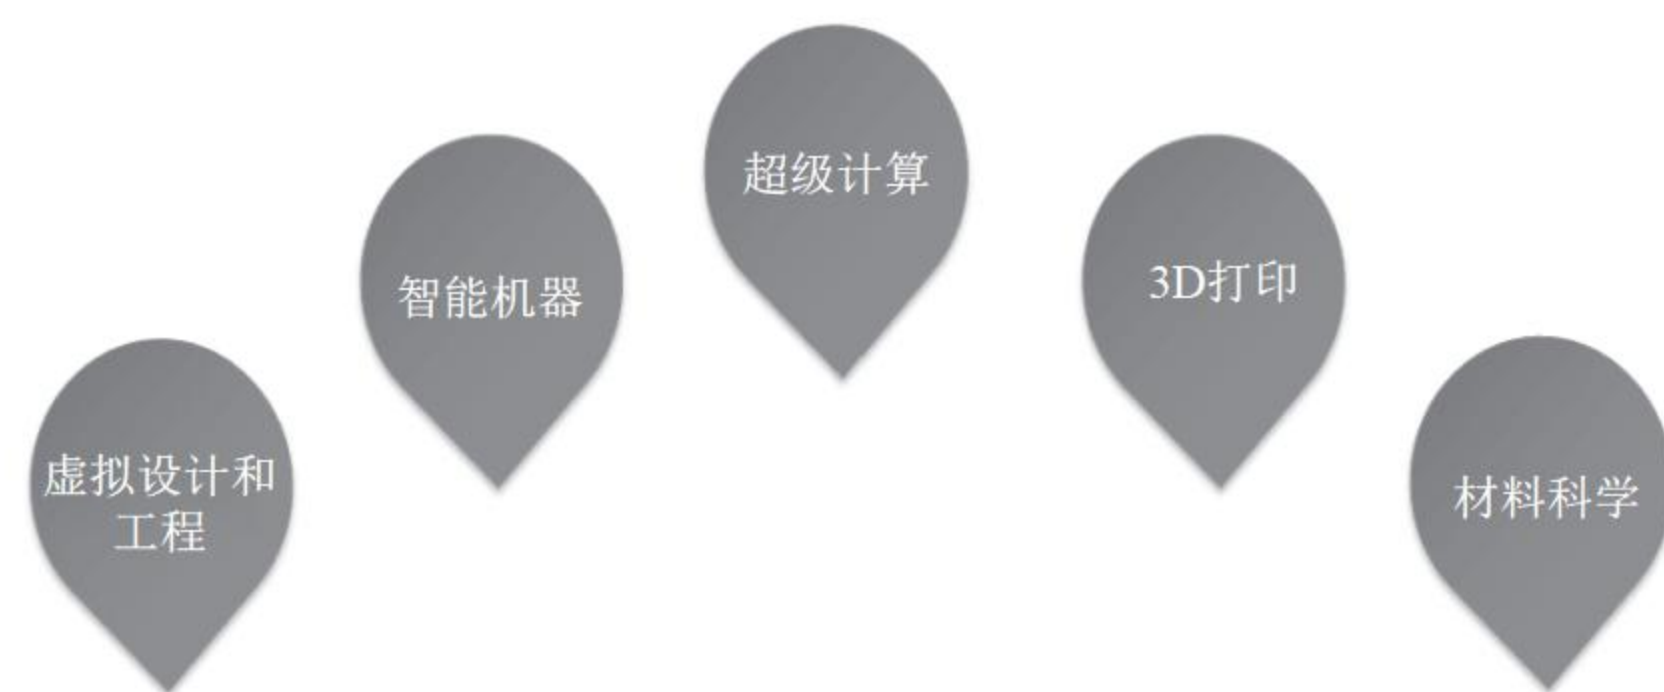 超级计算
智能机器
3D打印
虚拟设计和
工程
材料科学